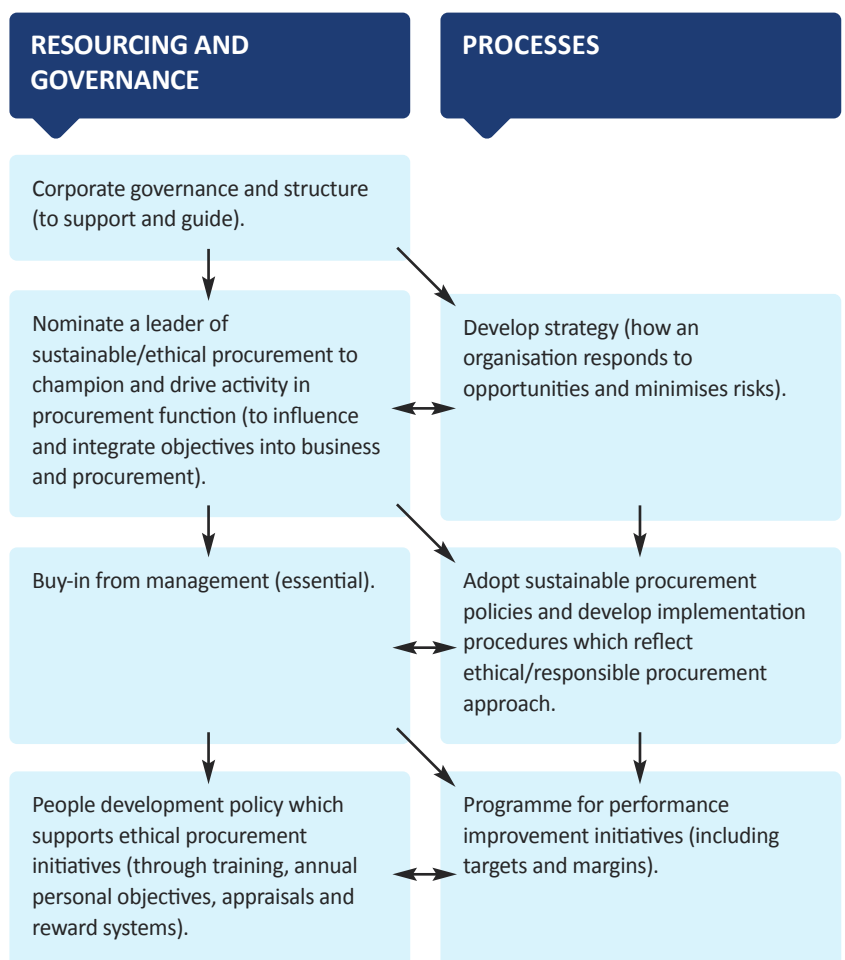 RESOURCING AND
GOVERNANCE
PROCESSES
Corporate governance and structure
(to support and guide).
Nominate a leader of
sustainable/ethical procurement to
champion and drive activity in
procurement function (to influence
and integrate objectives into business
and procurement).
Develop strategy (how an
organisation responds to
opportunities and minimises risks).
Buy-in from management (essential).
Adopt sustainable procurement
policies and develop implementation
procedures which reflect
ethical/responsible procurement
approach.
People development policy which
supports ethical procurement
initiatives (through training, annual
personal objectives, appraisals and
reward systems).
Programme for performance
improvement initiatives (including
targets and margins).